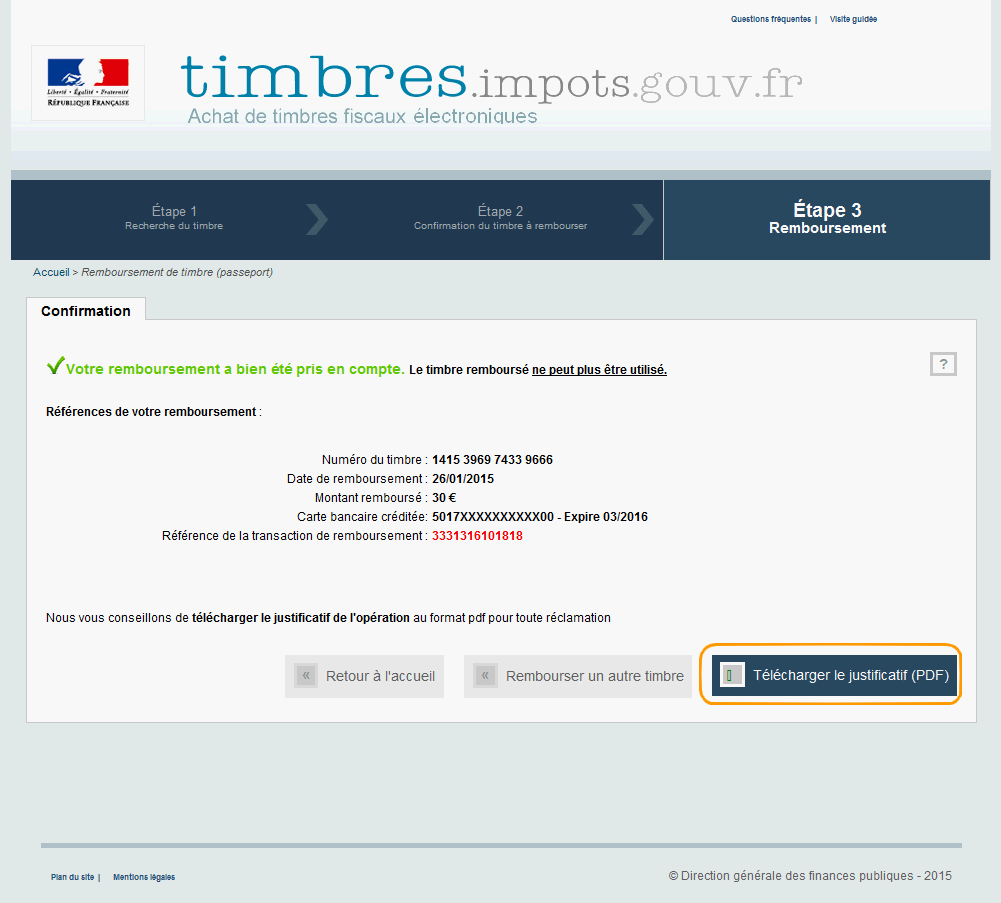 Questions fréquentes | Visite guidée
Liberté • Égalité • Fraternité
RÉPUBLIQUE FRANÇAISE
timbres.impots.gouv.fr
Achat de timbres fiscaux électroniques
Étape 1
Recherche du timbre
Étape 2
Confirmation du timbre à rembourser
Étape 3
Remboursement
Accueil > Remboursement de timbre (passeport)
Confirmation
Votre remboursement a bien été pris en compte. Le timbre remboursé ne peut plus être utilisé.
?
Références de votre remboursement :
Numéro du timbre : 1415 3969 7433 9666
Date de remboursement : 26/01/2015
Montant remboursé : 30 €
Carte bancaire créditée: 5017XXXXXXXXXX00 - Expire 03/2016
Référence de la transaction de remboursement : 3331316101818
Nous vous conseillons de télécharger le justificatif de l'opération au format pdf pour toute réclamation
« Retour à l'accueil
« Rembourser un autre timbre
Télécharger le justificatif (PDF)
Plan du site | Mentions légales
© Direction générale des finances publiques - 2015